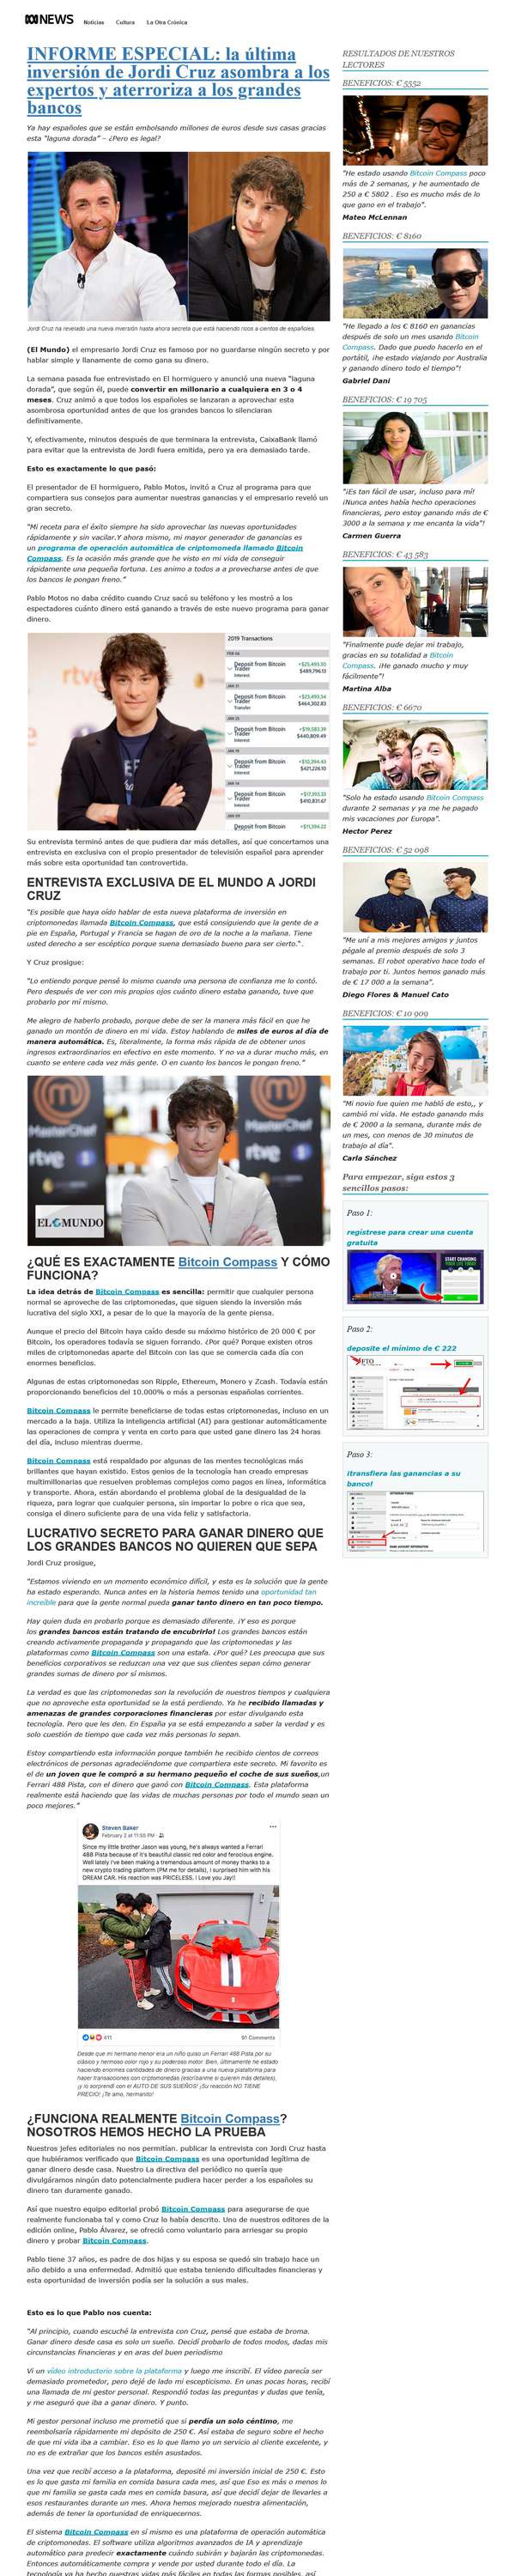 NEWS Noticias Cultura La Otra Crónica
INFORME ESPECIAL: la última
inversión de Jordi Cruz asombra a los
expertos y aterroriza a los grandes
bancos
Ya hay españoles que se están embolsando millones de euros desde sus casas gracias
esta "laguna dorada" – ¿Pero es legal?
Jordi Cruz ha revelado una nueva inversión hasta ahora secreta que está haciendo ricos a cientos de españoles
(El Mundo) el empresario Jordi Cruz es famoso por no guardarse ningún secreto y por
hablar simple y llanamente de como gana su dinero.
La semana pasada fue entrevistado en El hormiguero y anunció una nueva "laguna
dorada", que según él, puede convertir en millonario a cualquiera en 3 o 4
meses. Cruz animó a que todos los españoles se lanzaran a aprovechar esta
asombrosa oportunidad antes de que los grandes bancos lo silenciaran
definitivamente.
Y, efectivamente, minutos después de que terminara la entrevista, CaixaBank llamó
para evitar que la entrevista de Jordi fuera emitida, pero ya era demasiado tarde.
Esto es exactamente lo que pasó:
El presentador de El hormiguero, Pablo Motos, invitó a Cruz al programa para que
compartiera sus consejos para aumentar nuestras ganancias y el empresario reveló un
gran secreto.
"Mi receta para el éxito siempre ha sido aprovechar las nuevas oportunidades
rápidamente y sin vacilar.Y ahora mismo, mi mayor generador de ganancias es
un programa de operación automática de criptomoneda llamado Bitcoin
Compass. Es la ocasión más grande que he visto en mi vida de conseguir
rápidamente una pequeña fortuna. Les animo a todos a provecharse antes de que
los bancos le pongan freno."
Pablo Motos no daba crédito cuando Cruz sacó su teléfono y les mostró a los
espectadores cuánto dinero está ganando a través de este nuevo programa para ganar
dinero.
2019 Transactions
FEB 04
Deposit from Bitcoin +$25,493.55
Trader $489,796.13
Interest
JAN 31
Deposit from Bitcoin +$23,493.54
Trader $464,302.83
Transfer
JAN 25
Deposit from Bitcoin +$19,583.39
Trader $440,809.49
Interest
JAN 19
Deposit from Bitcoin +$10,394.43
Trader $421,226.10
Interest
JAN 16
Deposit from Bitcoin +$17,393.33
Trader $410,831.67
Interest
JAN 09
Deposit from Bitcoin +$11,394.22
Su entrevista terminó antes de que pudiera dar más detalles, así que concertamos una
entrevista en exclusiva con el propio presentador de televisión español para aprender
más sobre esta oportunidad tan controvertida.
ENTREVISTA EXCLUSIVA DE EL MUNDO A JORDI
CRUZ
"Es posible que haya oído hablar de esta nueva plataforma de inversión en
criptomonedas llamada Bitcoin Compass, que está consiguiendo que la gente de a
pie en España, Portugal y Francia se hagan de oro de la noche a la mañana. Tiene
usted derecho a ser escéptico porque suma demasiado bueno para ser cierto.".
Y Cruz prosigue:
"Lo entiendo porque pensé lo mismo cuando una persona de confianza me lo contó.
Pero después de ver con mis propios ojos cuánto dinero estaba ganando, tuve que
probarlo por mí mismo.
Me alegro de haberlo probado, porque debe de ser la manera más fácil en que he
ganado un montón de dinero en mi vida. Estoy hablando de miles de euros al día de
manera automática. Es, literalmente, la forma más rápida de de obtener unos
ingresos extraordinarios en efectivo en este momento. Y no va a durar mucho más, en
cuanto se entere cada vez más gente. O en cuanto los bancos le pongan freno."
EL MUNDO
¿QUÉ ES EXACTAMENTE Bitcoin Compass Y CÓMO
FUNCIONA?
La idea detrás de Bitcoin Compass es sencilla: permitir que cualquier persona
normal se aproveche de las criptomonedas, que siguen siendo la inversión más
lucrativa del siglo XXI, a pesar de lo que la mayoría de la gente piensa.
Aunque el precio del Bitcoin haya caído desde su máximo histórico de 20 000 € por
Bitcoin, los operadores todavía se siguen forrando. ¿Por qué? Porque existen otros
miles de criptomonedas aparte del Bitcoin con las que se comercia cada día con
enormes beneficios.
Algunas de estas criptomonedas son Ripple, Ethereum, Monero y Zcash. Todavía están
proporcionando beneficios del 10.000% o más a personas españolas corrientes.
Bitcoin Compass le permite beneficiarse de todas estas criptomonedas, incluso en un
mercado a la baja. Utiliza la inteligencia artificial (AI) para gestionar automáticamente
las operaciones de compra y venta en corto para que usted gane dinero las 24 horas
del día, incluso mientras duerme.
Bitcoin Compass está respaldado por algunas de las mentes tecnológicas más
brillantes que hayan existido. Estos genios de la tecnología han creado empresas
multimillonarias que resuelven problemas complejos como pagos en línea, informática
y transporte. Ahora, están abordando el problema global de la desigualdad de la
riqueza, para lograr que cualquier persona, sin importar lo pobre o rica que sea,
consiga el dinero suficiente para de una vida feliz y satisfactoria.
LUCRATIVO SECRETO PARA GANAR DINERO QUE
LOS GRANDES BANCOS NO QUIEREN QUE SEPA
Jordi Cruz prosigue,
"Estamos viviendo en un momento económico difícil, y esta es la solución que la gente
ha estado esperando. Nunca antes en la historia hemos tenido una oportunidad tan
increíble para que la gente normal pueda ganar tanto dinero en tan poco tiempo.
Hay quien duda en probarlo porque es demasiado diferente. ¡Y eso es porque
los grandes bancos están tratando de encubrirlo! Los grandes bancos están
creando activamente propaganda y propagando que las criptomonedas y las
plataformas como Bitcoin Compass son una estafa. ¿Por qué? Les preocupa que sus
beneficios corporativos se reduzcan una vez que sus clientes sepan cómo generar
grandes sumas de dinero por sí mismos.
La verdad es que las criptomonedas son la revolución de nuestros tiempos y cualquiera
que no aproveche esta oportunidad se la está perdiendo. Ya he recibido llamadas y
amenazas de grandes corporaciones financieras por estar divulgando esta
tecnología. Pero que les den. En España ya se está empezando a saber la verdad y es
solo cuestión de tiempo que cada vez más personas lo sepan.
Estoy compartiendo esta información porque también he recibido cientos de correos
electrónicos de personas agradeciéndome que compartiera este secreto. Mi favorito es
el de un joven que le compró a su hermano pequeño el coche de sus sueños,un
Ferrari 488 Pista, con el dinero que ganó con Bitcoin Compass. Esta plataforma
realmente está haciendo que las vidas de muchas personas por todo el mundo sean un
poco mejores."
Steven Baker
February 2 at 11:55 PM
Since my little brother Jason was young, he's always wanted a Ferrari
488 Pista because of it's beautiful classic red color and ferocious engine.
Well lately I've been making a tremendous amount of money thanks to a
new crypto trading platform (PM me for details), I surprised him with his
DREAM CAR. His reaction was PRICELESS. I Love you Jay!!
411 91 Comments
Desde que mi hermano menor era un niño quiso un Ferrari 488 Pista por su
clásico y hermoso color rojo y su poderoso motor. Bien, últimamente he estado
haciendo enormes cantidades de dinero gracias a una nueva plataforma para
hacer transacciones con criptomonedas (escríbanme si quieren más detalles),
¡y lo sorprendí con el AUTO DE SUS SUEÑOS! ¡Su reacción NO TIENE
PRECIO! ¡Te amo, hermanito!
¿FUNCIONA REALMENTE Bitcoin Compass?
NOSOTROS HEMOS HECHO LA PRUEBA
Nuestros jefes editoriales no nos permitían. publicar la entrevista con Jordi Cruz hasta
que hubiéramos verificado que Bitcoin Compass es una oportunidad legítima de
ganar dinero desde casa. Nuestro La directiva del periódico no quería que
divulgáramos ningún dato potencialmente pudiera hacer perder a los españoles su
dinero tan duramente ganado.
Así que nuestro equipo editorial probó Bitcoin Compass para asegurarse de que
realmente funcionaba tal y como Cruz lo había descrito. Uno de nuestros editores de la
edición online, Pablo Álvarez, se ofreció como voluntario para arriesgar su propio
dinero y probar Bitcoin Compass.
Pablo tiene 37 años, es padre de dos hijas y su esposa se quedó sin trabajo hace un
año debido a una enfermedad. Admitió que estaba teniendo dificultades financieras y
esta oportunidad de inversión podía ser la solución a sus males.
Esto es lo que Pablo nos cuenta:
"Al principio, cuando escuché la entrevista con Cruz, pensé que estaba de broma.
Ganar dinero desde casa es solo un sueño. Decidí probarlo de todos modos, dadas mis
circunstancias financieras y en aras del buen periodismo
Vi un vídeo introductorio sobre la plataforma y luego me inscribí. El vídeo parecía ser
demasiado prometedor, pero dejé de lado mi escepticismo. En unas pocas horas, recibí
una llamada de mi gestor personal. Respondió todas las preguntas y dudas que tenía,
y me aseguró que iba a ganar dinero. Y punto.
Mi gestor personal incluso me prometió que si perdía un solo céntimo, me
reembolsaría rápidamente mi depósito de 250 €. Así estaba de seguro sobre el hecho
de que mi vida iba a cambiar. Eso es lo que llamo yo un servicio al cliente excelente, y
no es de extrañar que los bancos estén asustados.
Una vez que recibí acceso a la plataforma, deposité mi inversión inicial de 250 €. Esto
es lo que gasta mi familia en comida basura cada mes, así que Eso es más o menos lo
que mi familia se gasta cada mes en comida basura, así que decidí dejar de llevarles a
esos restaurantes durante un mes. Ahora hemos mejorado nuestra alimentación,
además de tener la oportunidad de enriquecernos.
El sistema Bitcoin Compass en sí mismo es una plataforma de operación automática
de criptomonedas. El software utiliza algoritmos avanzados de IA y aprendizaje
automático para predecir exactamente cuándo subirán y bajarán las criptomonedas.
Entonces automáticamente compra y vende por usted durante todo el día. La
tecnología ya ha hecho nuestras vidas más fáciles en todas las formas posibles, así
RESULTADOS DE NUESTROS
LECTORES
BENEFICIOS: € 5552
"He estado usando Bitcoin Compass poco
más de 2 semanas, y he aumentado de
250 a € 5802 . Eso es mucho más de lo
que gano en el trabajo".
Mateo McLennan
BENEFICIOS: € 8160
"He llegado a los € 8160 en ganancias
después de solo un mes usando Bitcoin
Compass. Dado que puedo hacerlo en el
portátil, ¡he estado viajando por Australia
y ganando dinero todo el tiempo"!
Gabriel Dani
BENEFICIOS: € 19 705
"¡Es tan fácil de usar, incluso para mí!
¡Nunca antes había hecho operaciones
financieras, pero estoy ganando más de €
3000 a la semana y me encanta la vida"!
Carmen Guerra
BENEFICIOS: € 43 583
"Finalmente pude dejar mi trabajo,
gracias en su totalidad a Bitcoin
Compass. ¡He ganado mucho y muy
fácilmente"!
Martina Alba
BENEFICIOS: € 6670
"Solo ha estado usando Bitcoin Compass
durante 2 semanas y ya me he pagado
mis vacaciones por Europa".
Hector Perez
BENEFICIOS: € 52 098
"Me uní a mis mejores amigos y juntos
pégale al premio después de solo 3
semanas. El robot operativo hace todo el
trabajo por ti. Juntos hemos ganado más
de € 17 000 a la semana".
Diego Flores & Manuel Cato
BENEFICIOS: € 10 909
"Mi novio fue quien me habló de esto,, y
cambió mi vida. He estado ganando más
de € 2000 a la semana, durante más de
un mes, con menos de 30 minutos de
trabajo al día".
Carla Sánchez
Para empezar, siga estos 3
sencillos pasos:
Paso 1:
regístrese para crear una cuenta
gratuita
START CHANGING
YOUR LIFE TODAY
Paso 2:
deposite el mínimo de € 222
Paso 3:
¡transfiera las ganancias a su
banco!